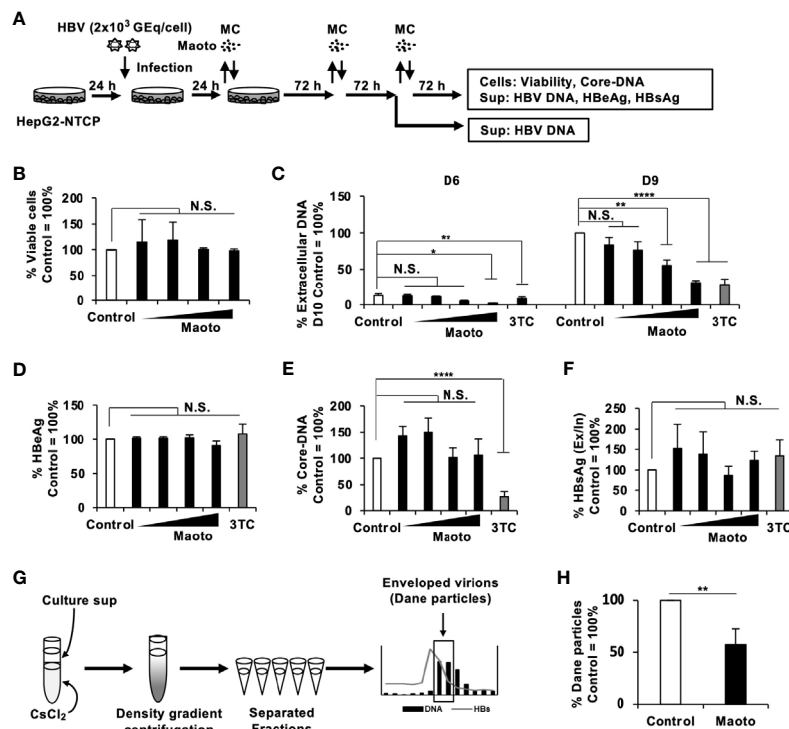 A
HBV (2x10³ GEq/cell)
MC
MC
MC
Maoto
Infection
24 h
24 h
72 h
72 h
72 h
HepG2-NTCP
Cells: Viability, Core-DNA
Sup: HBV DNA, HBeAg, HBsAg
Sup: HBV DNA
B
% Viable cells
Control = 100%
200
150
100
50
0
N.S.
Control
Maoto
C
% Extracellular DNA
D10 Control = 100%
150
100
50
0
D6
**
*
N.S.
Control
Maoto
3TC
D9
****
**
N.S.
Control
Maoto
3TC
D
% HBeAg
Control = 100%
150
100
50
0
N.S.
Control
Maoto
3TC
E
% Core-DNA
Control = 100%
200
150
100
50
0
****
N.S.
Control
Maoto
3TC
F
% HBsAg (Ex/In)
Control = 100%
250
200
150
100
50
0
N.S.
Control
Maoto
3TC
G
Culture sup
CsCl₂
Density gradient
Separated
Fractions
Enveloped virions
(Dane particles)
DNA
HBs
H
% Dane particles
Control = 100%
100
50
0
**
Control
Maoto